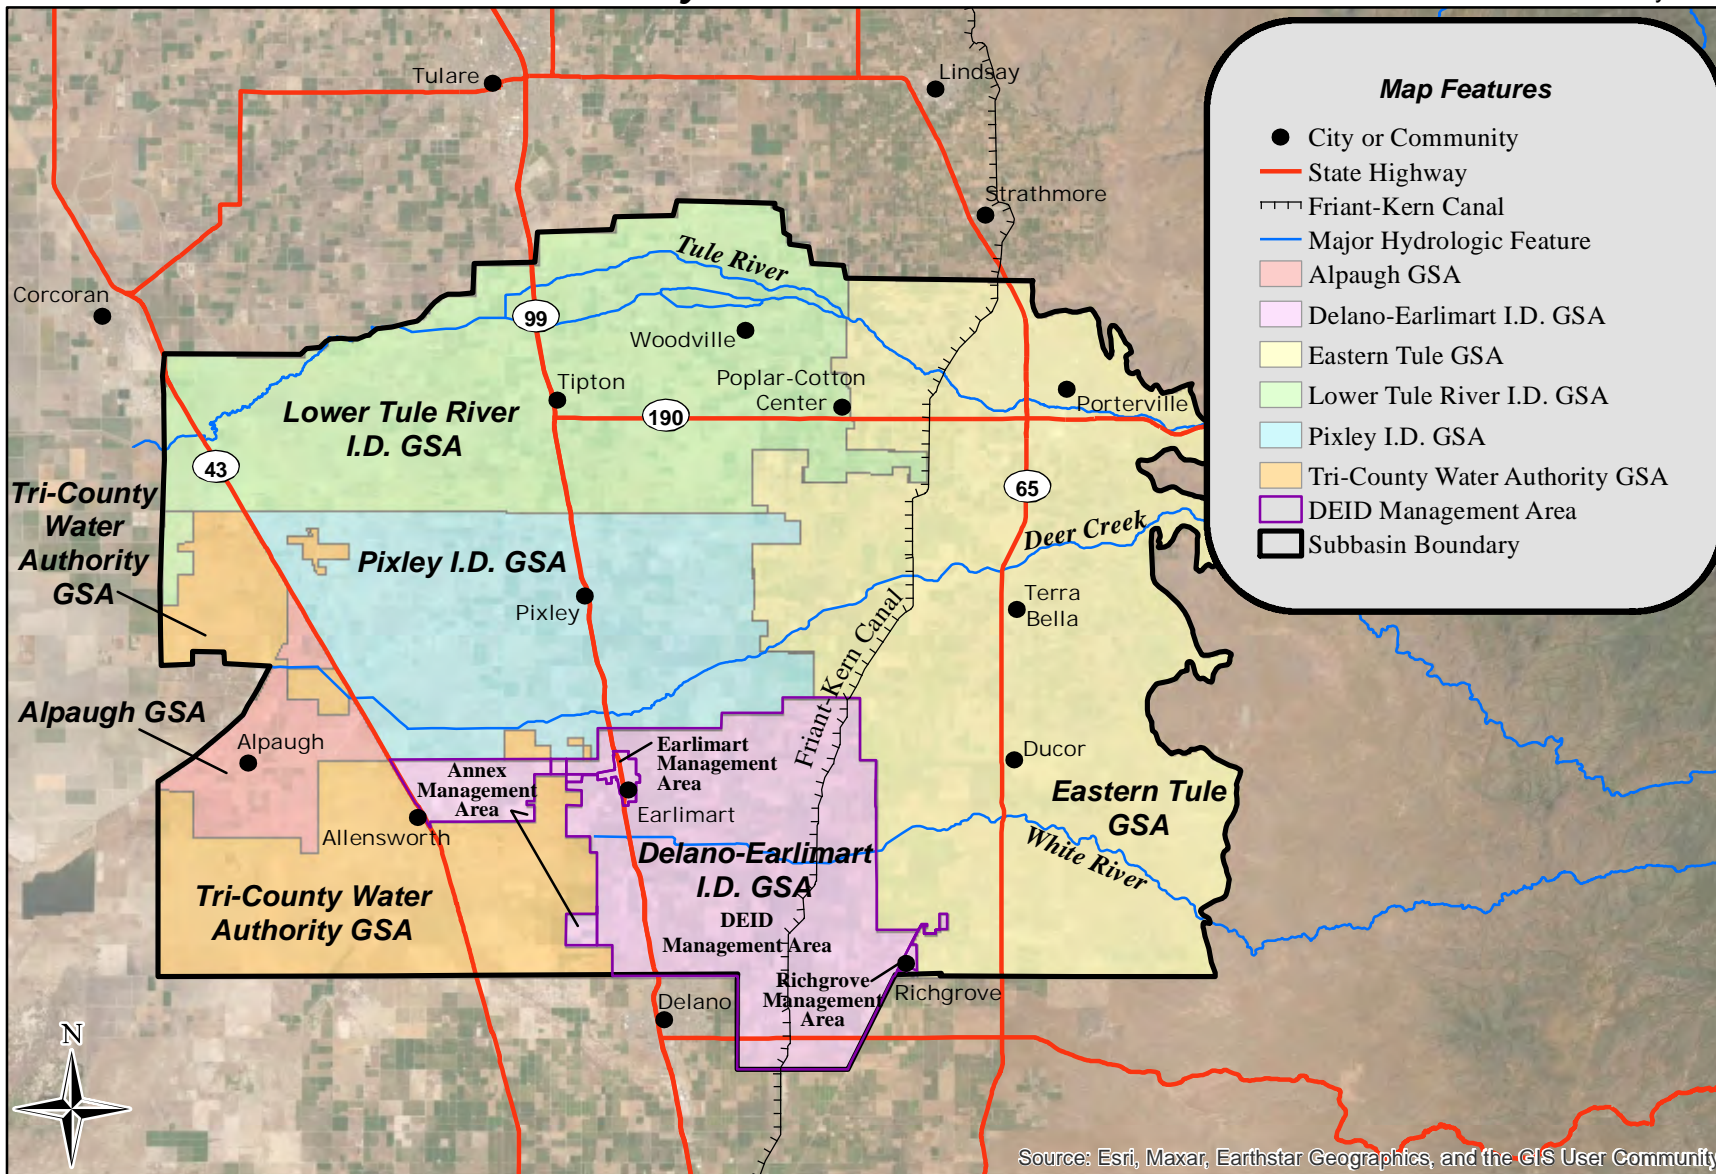 Map Features
City or Community
State Highway
Friant-Kern Canal
Major Hydrologic Feature
Alpaugh GSA
Delano-Earlimart I.D. GSA
Eastern Tule GSA
Lower Tule River I.D. GSA
Pixley I.D. GSA
Tri-County Water Authority GSA
DEID Management Area
Subbasin Boundary
Tulare
Lindsay
Strathmore
Tule River
Corcoran
99
Woodville
Tipton
Poplar-Cotton
Center
Porterville
190
Lower Tule River
I.D. GSA
43
65
Tri-County
Water
Authority
GSA
Deer Creek
Pixley I.D. GSA
Pixley
Terra
Bella
Friant-Kern Canal
Friant-Kern Canal
Alpaugh GSA
Alpaugh
Annex
Management
Area
Earlimart
Management
Area
Ducor
Earlimart
Eastern Tule
GSA
Allensworth
White River
Delano-Earlimart
I.D. GSA
DEID
Management Area
Tri-County Water
Authority GSA
Richgrove
Management
Area
Richgrove
Delano
N
Source: Esri, Maxar, Earthstar Geographics, and the GIS User Community